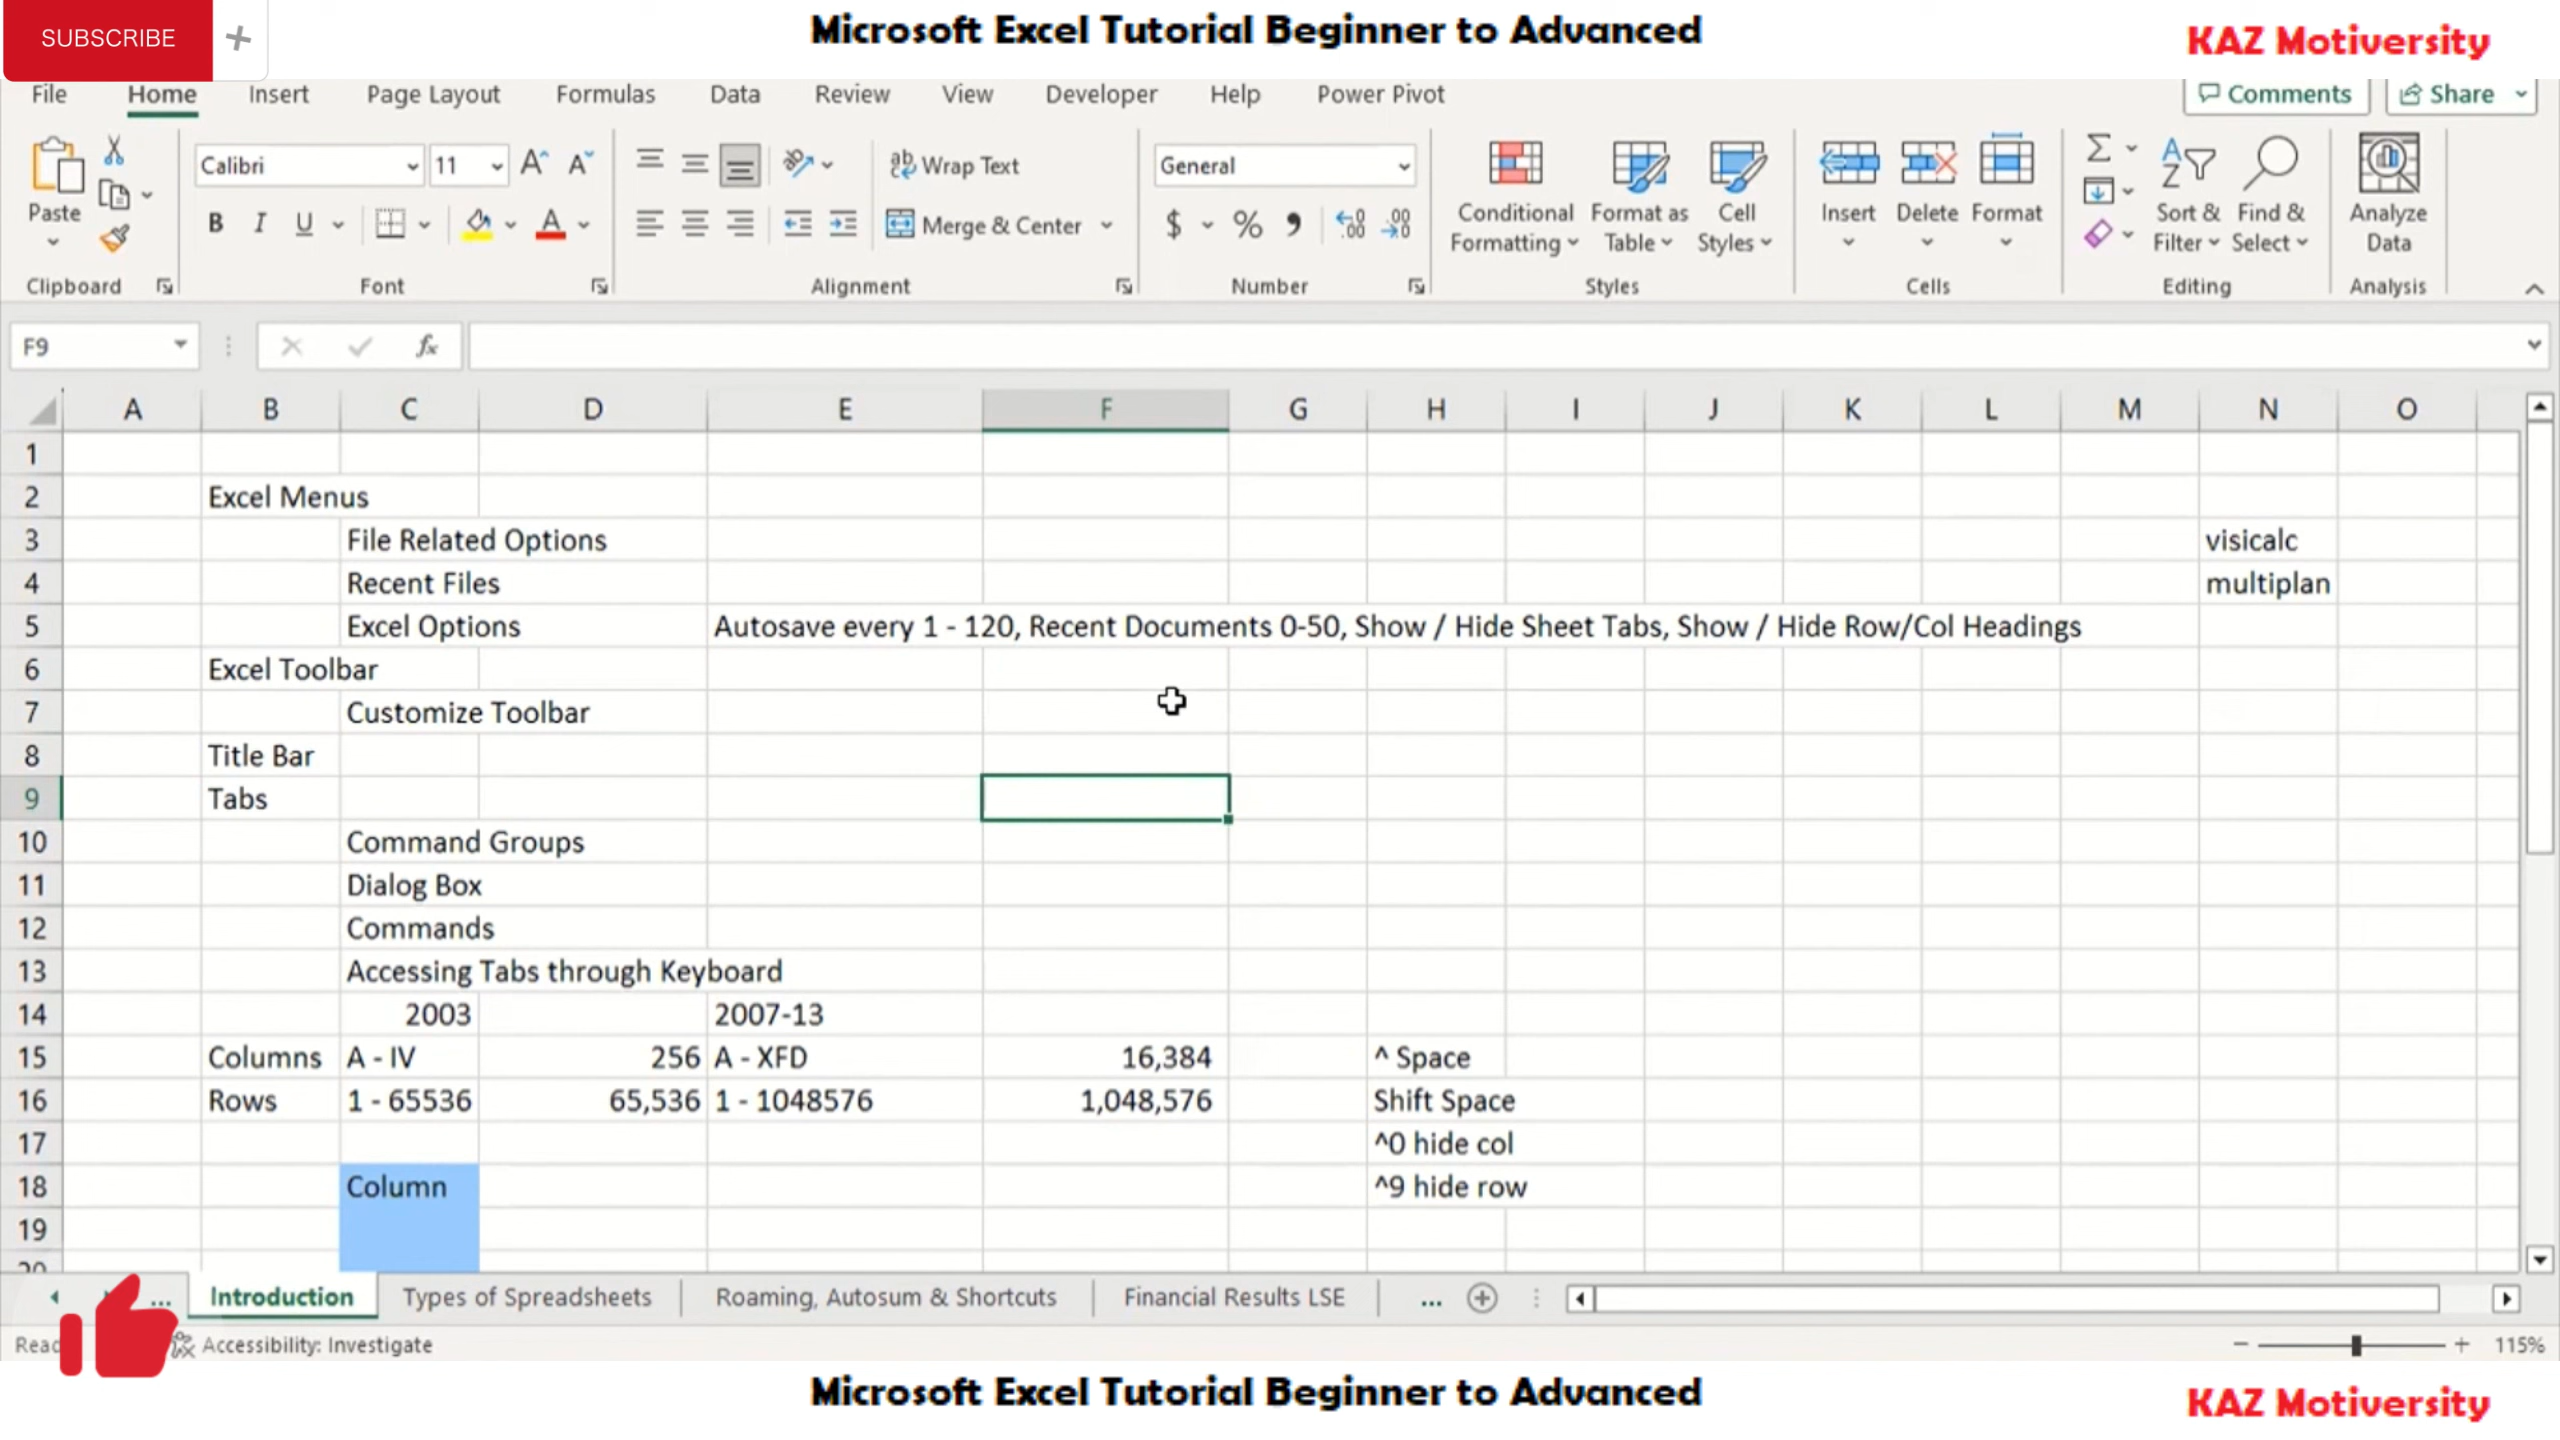 SUBSCRIBE +
Microsoft Excel Tutorial Beginner to Advanced
KAZ Motiversity
File Home Insert Page Layout Formulas Data Review View Developer Help Power Pivot Comments Share
Calibri 11 Wrap Text General
Paste B I U Merge & Center $ % , Conditional Formatting Format as Table Cell Styles Insert Delete Format Sort & Filter Find & Select Analyze Data
Clipboard Font Alignment Number Styles Cells Editing Analysis
F9 fx
A B C D E F G H I J K L M N O
1
2 Excel Menus
3 File Related Options visicalc
4 Recent Files multiplan
5 Excel Options Autosave every 1 - 120, Recent Documents 0-50, Show / Hide Sheet Tabs, Show / Hide Row/Col Headings
6 Excel Toolbar
7 Customize Toolbar
8 Title Bar
9 Tabs
10 Command Groups
11 Dialog Box
12 Commands
13 Accessing Tabs through Keyboard
14 2003 2007-13
15 Columns A - IV 256 A - XFD 16,384 ^ Space
16 Rows 1 - 65536 65,536 1 - 1048576 1,048,576 Shift Space
17 ^0 hide col
18 Column ^9 hide row
19
20
... Introduction Types of Spreadsheets Roaming, Autosum & Shortcuts Financial Results LSE ...
Accessibility: Investigate 115%
Microsoft Excel Tutorial Beginner to Advanced
KAZ Motiversity